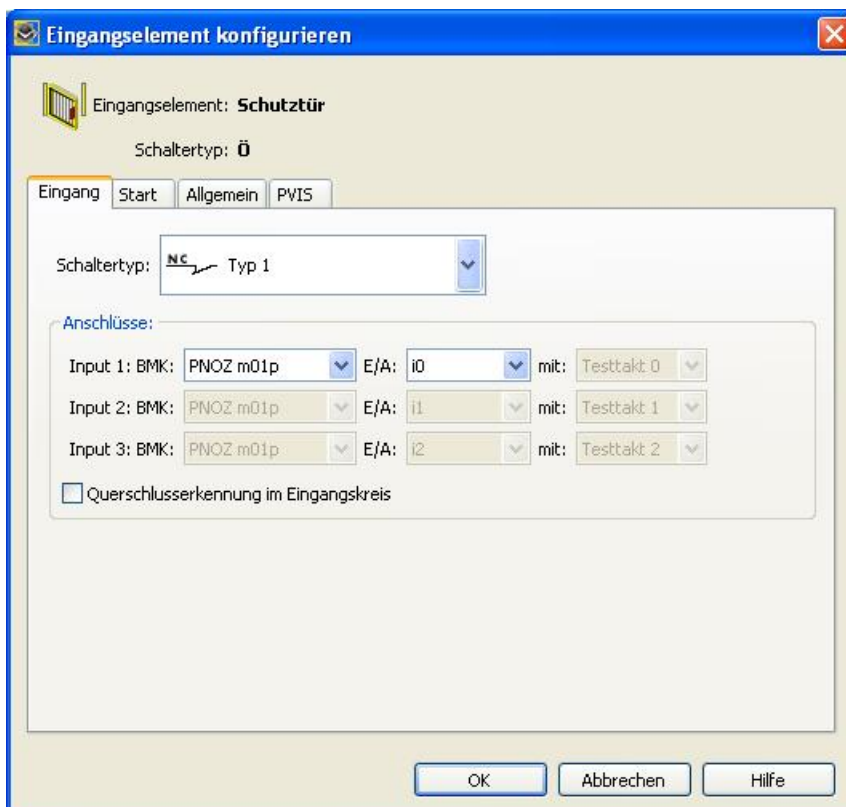 Eingangselement konfigurieren
Eingangselement: Schutztür
Schaltertyp: Ö
Eingang Start Allgemein PVIS
Schaltertyp: NC Typ 1
Anschlüsse:
Input 1: BMK: PNOZ m01p E/A: i0 mit: Testtakt 0
Input 2: BMK: PNOZ m01p E/A: i1 mit: Testtakt 1
Input 3: BMK: PNOZ m01p E/A: i2 mit: Testtakt 2
Querschlusserkennung im Eingangskreis
OK Abbrechen Hilfe